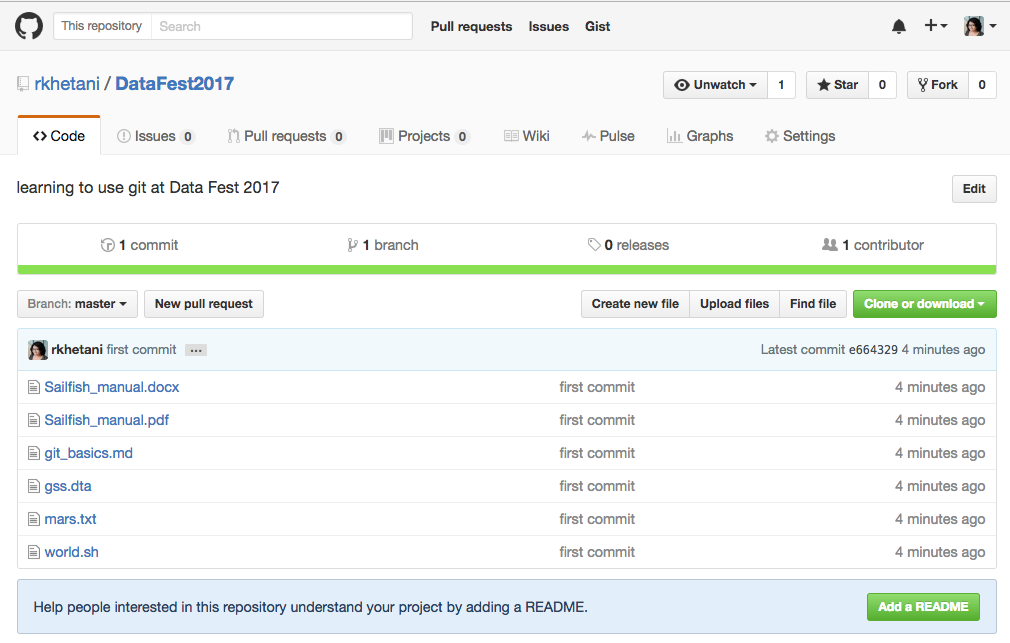 This repository Search Pull requests Issues Gist
rkhetani / DataFest2017 Unwatch 1 Star 0 Fork 0
Code Issues 0 Pull requests 0 Projects 0 Wiki Pulse Graphs Settings
learning to use git at Data Fest 2017 Edit
1 commit 1 branch 0 releases 1 contributor
Branch: master New pull request Create new file Upload files Find file Clone or download
rkhetani first commit ... Latest commit e664329 4 minutes ago
Sailfish_manual.docx first commit 4 minutes ago
Sailfish_manual.pdf first commit 4 minutes ago
git_basics.md first commit 4 minutes ago
gss.dta first commit 4 minutes ago
mars.txt first commit 4 minutes ago
world.sh first commit 4 minutes ago
Help people interested in this repository understand your project by adding a README. Add a README